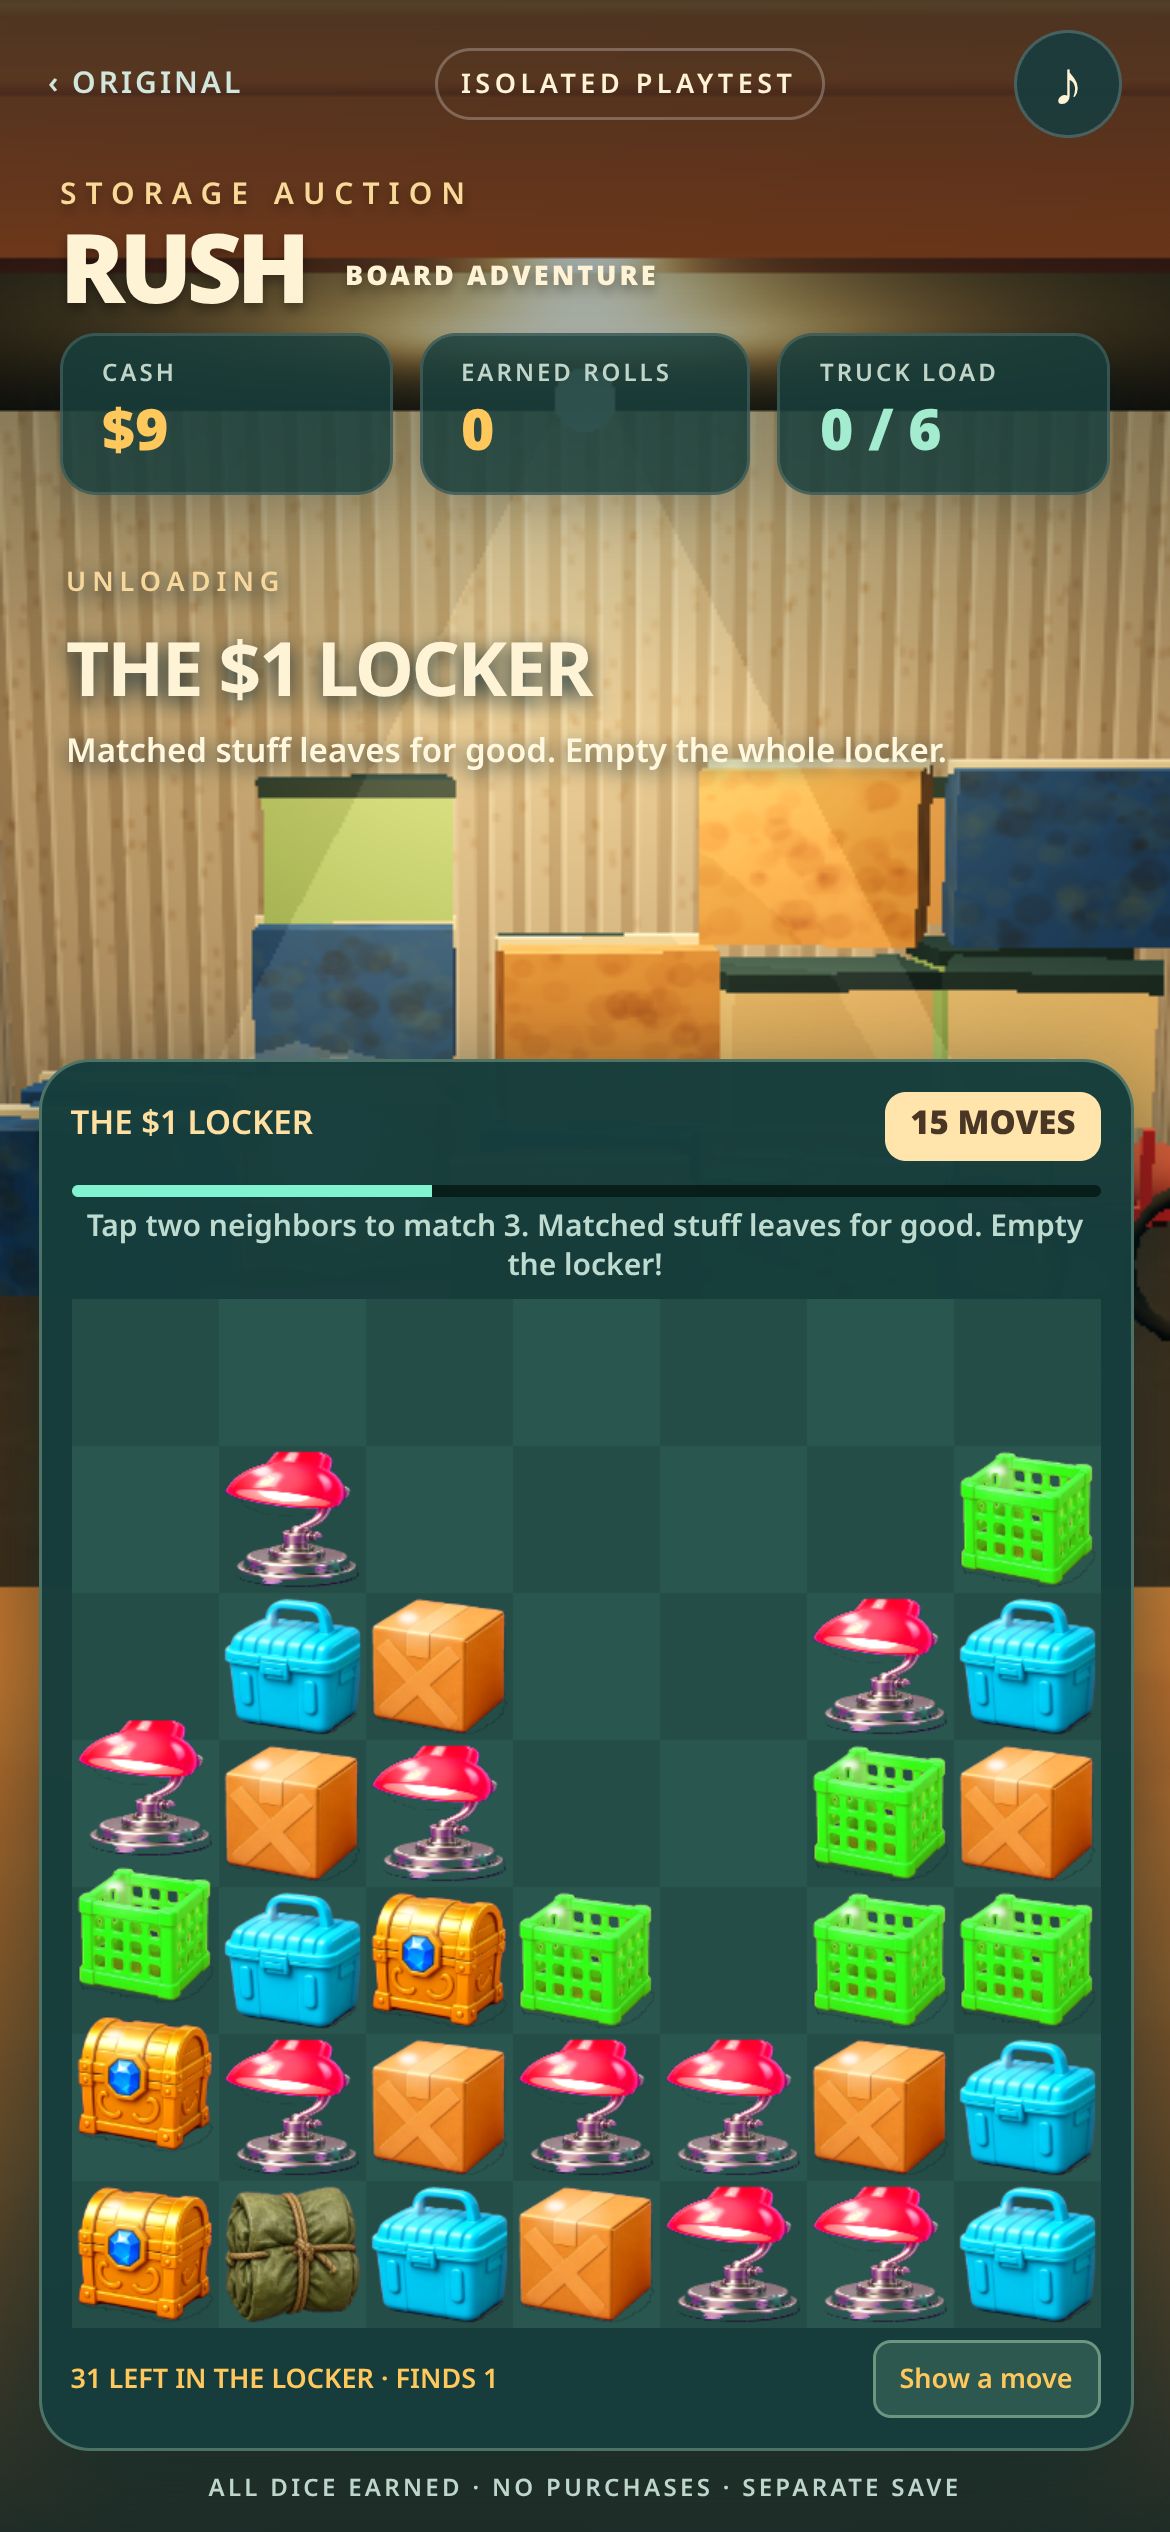 ‹ ORIGINAL
ISOLATED PLAYTEST
STORAGE AUCTION
RUSH BOARD ADVENTURE
CASH
$9
EARNED ROLLS
0
TRUCK LOAD
0 / 6
UNLOADING
THE $1 LOCKER
Matched stuff leaves for good. Empty the whole locker.
THE $1 LOCKER
15 MOVES
Tap two neighbors to match 3. Matched stuff leaves for good. Empty
the locker!
31 LEFT IN THE LOCKER · FINDS 1
Show a move
ALL DICE EARNED · NO PURCHASES · SEPARATE SAVE